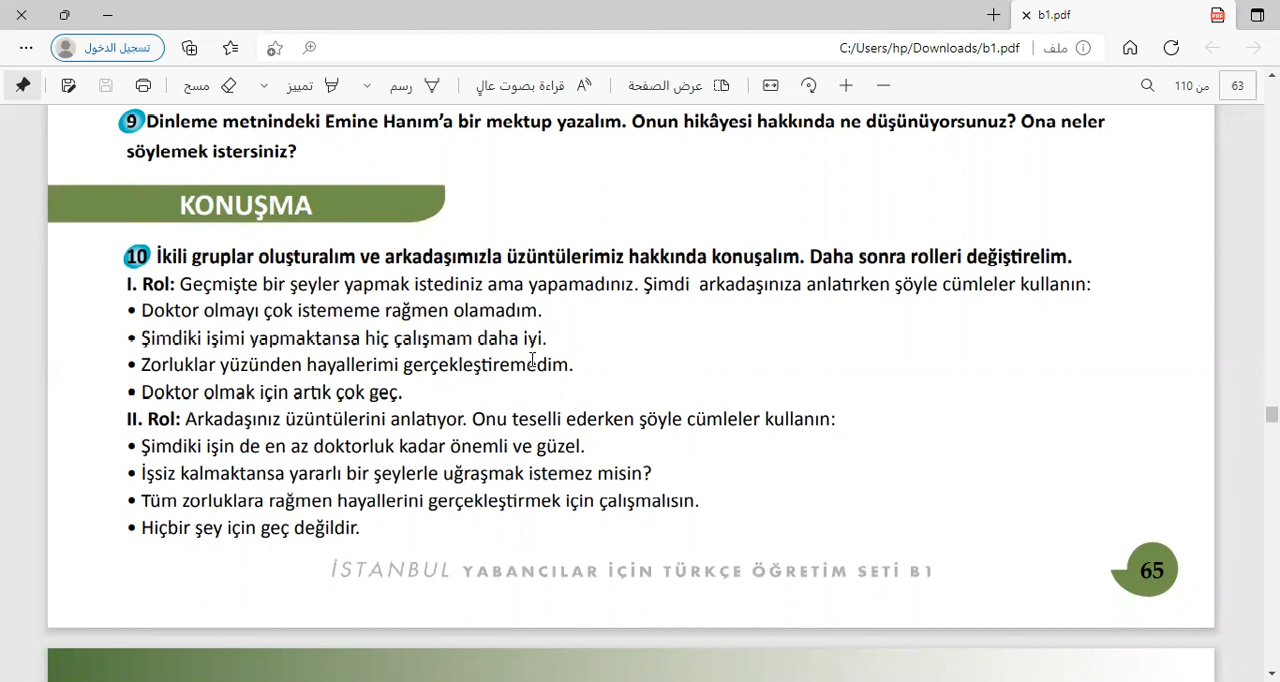 b1.pdf
تسجيل الدخول
C:/Users/hp/Downloads/b1.pdf
ملف
مسح
تمييز
رسم
قراءة بصوت عالٍ
عرض الصفحة
63 من 110
9 Dinleme metnindeki Emine Hanım’a bir mektup yazalım. Onun hikâyesi hakkında ne düşünüyorsunuz? Ona neler
söylemek istersiniz?
KONUŞMA
10 İkili gruplar oluşturalım ve arkadaşımızla üzüntülerimiz hakkında konuşalım. Daha sonra rolleri değiştirelim.
I. Rol: Geçmişte bir şeyler yapmak istediniz ama yapamadınız. Şimdi arkadaşınıza anlatırken şöyle cümleler kullanın:
• Doktor olmayı çok istememe rağmen olamadım.
• Şimdiki işimi yapmaktansa hiç çalışmam daha iyi.
• Zorluklar yüzünden hayallerimi gerçekleştiremedim.
• Doktor olmak için artık çok geç.
II. Rol: Arkadaşınız üzüntülerini anlatıyor. Onu teselli ederken şöyle cümleler kullanın:
• Şimdiki işin de en az doktorluk kadar önemli ve güzel.
• İşsiz kalmaktansa yararlı bir şeylerle uğraşmak istemez misin?
• Tüm zorluklara rağmen hayallerini gerçekleştirmek için çalışmalısın.
• Hiçbir şey için geç değildir.
İSTANBUL YABANCILAR İÇİN TÜRKÇE ÖĞRETİM SETİ B1
65